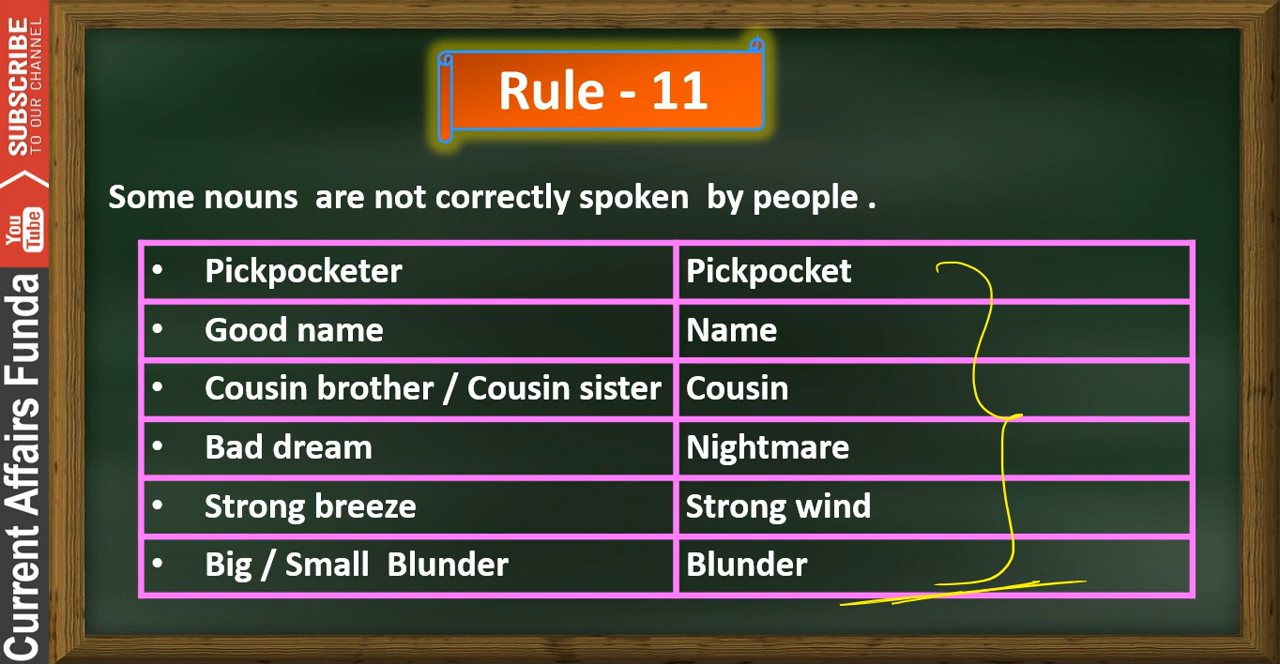 SUBSCRIBE
TO OUR CHANNEL
You
Tube
Current Affairs Funda
Rule - 11
Some nouns are not correctly spoken by people .
• Pickpocketer Pickpocket
• Good name Name
• Cousin brother / Cousin sister Cousin
• Bad dream Nightmare
• Strong breeze Strong wind
• Big / Small Blunder Blunder